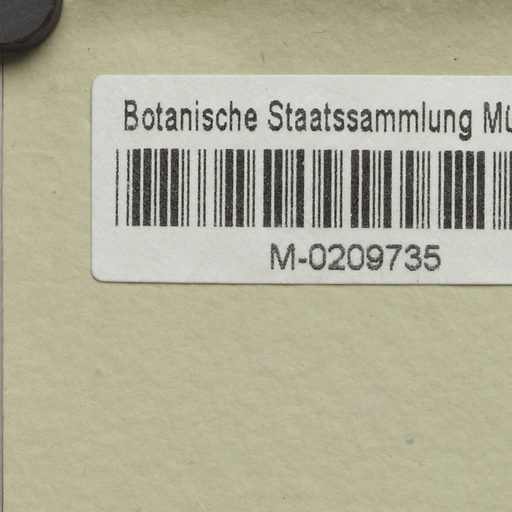 Botanische Staatssammlung Mü
M-0209735